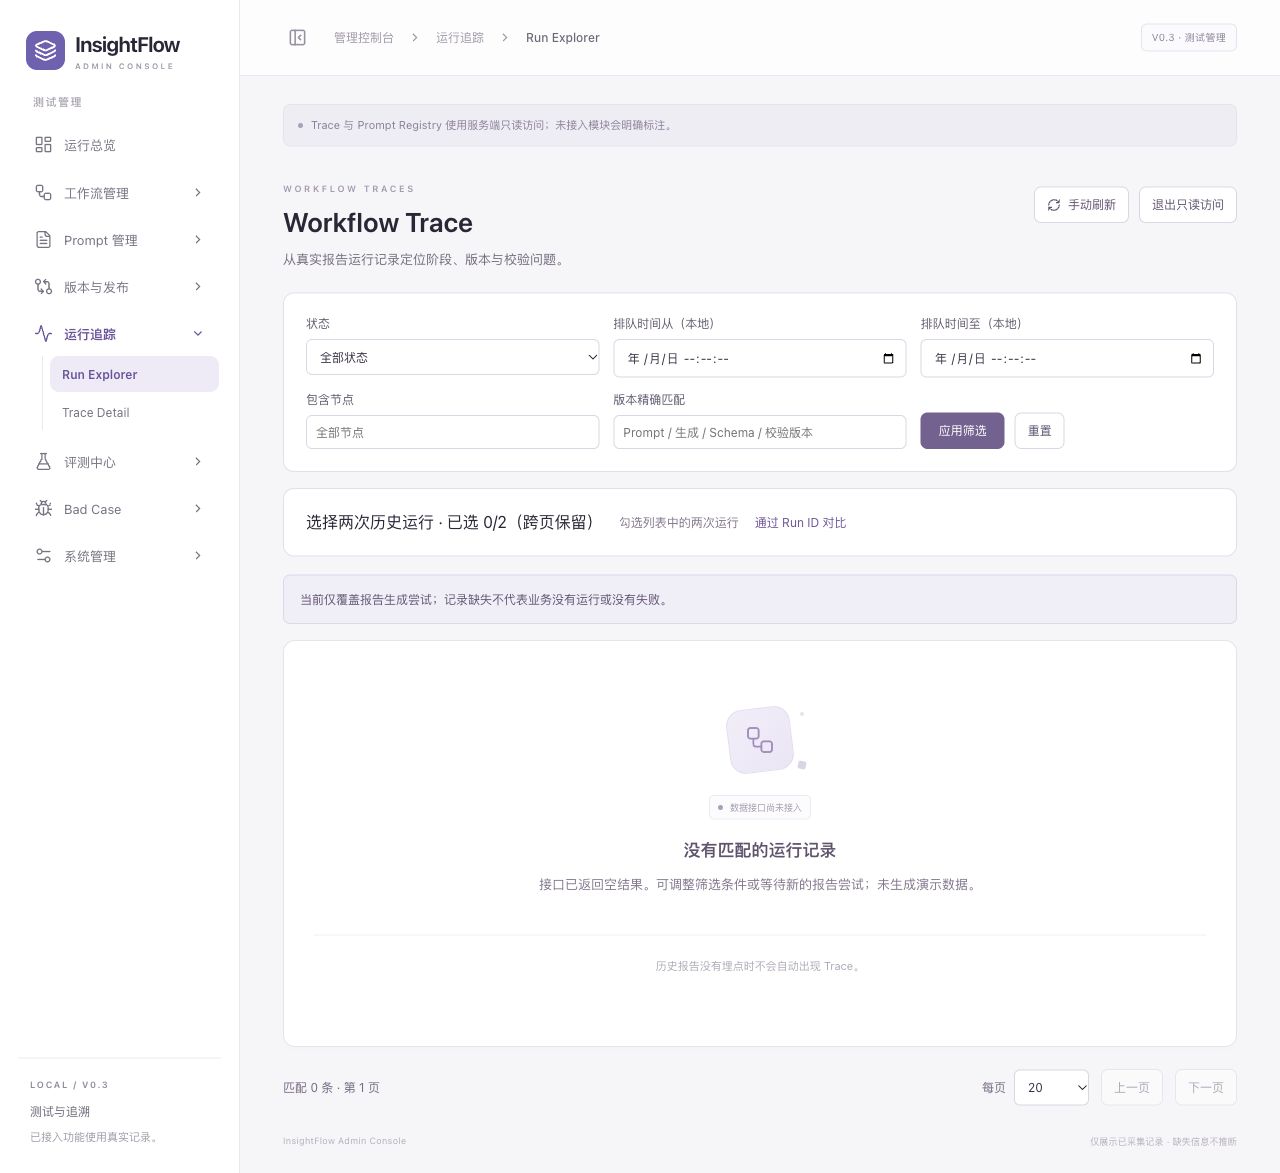 InsightFlow
ADMIN CONSOLE
测试管理
运行总览
工作流管理
Prompt 管理
版本与发布
运行追踪
Run Explorer
Trace Detail
评测中心
Bad Case
系统管理
LOCAL / V0.3
测试与追溯
已接入功能使用真实记录。
管理控制台 运行追踪 Run Explorer
V0.3 · 测试管理
Trace 与 Prompt Registry 使用服务端只读访问；未接入模块会明确标注。
WORKFLOW TRACES
Workflow Trace
从真实报告运行记录定位阶段、版本与校验问题。
手动刷新 退出只读访问
状态 排队时间从（本地） 排队时间至（本地）
全部状态 年 /月/日 --:--:-- 年 /月/日 --:--:--
包含节点 版本精确匹配
全部节点 Prompt / 生成 / Schema / 校验版本 应用筛选 重置
选择两次历史运行 · 已选 0/2（跨页保留） 勾选列表中的两次运行 通过 Run ID 对比
当前仅覆盖报告生成尝试；记录缺失不代表业务没有运行或没有失败。
数据接口尚未接入
没有匹配的运行记录
接口已返回空结果。可调整筛选条件或等待新的报告尝试；未生成演示数据。
历史报告没有埋点时不会自动出现 Trace。
匹配 0 条 · 第 1 页 每页 20 上一页 下一页
InsightFlow Admin Console 仅展示已采集记录 · 缺失信息不推断